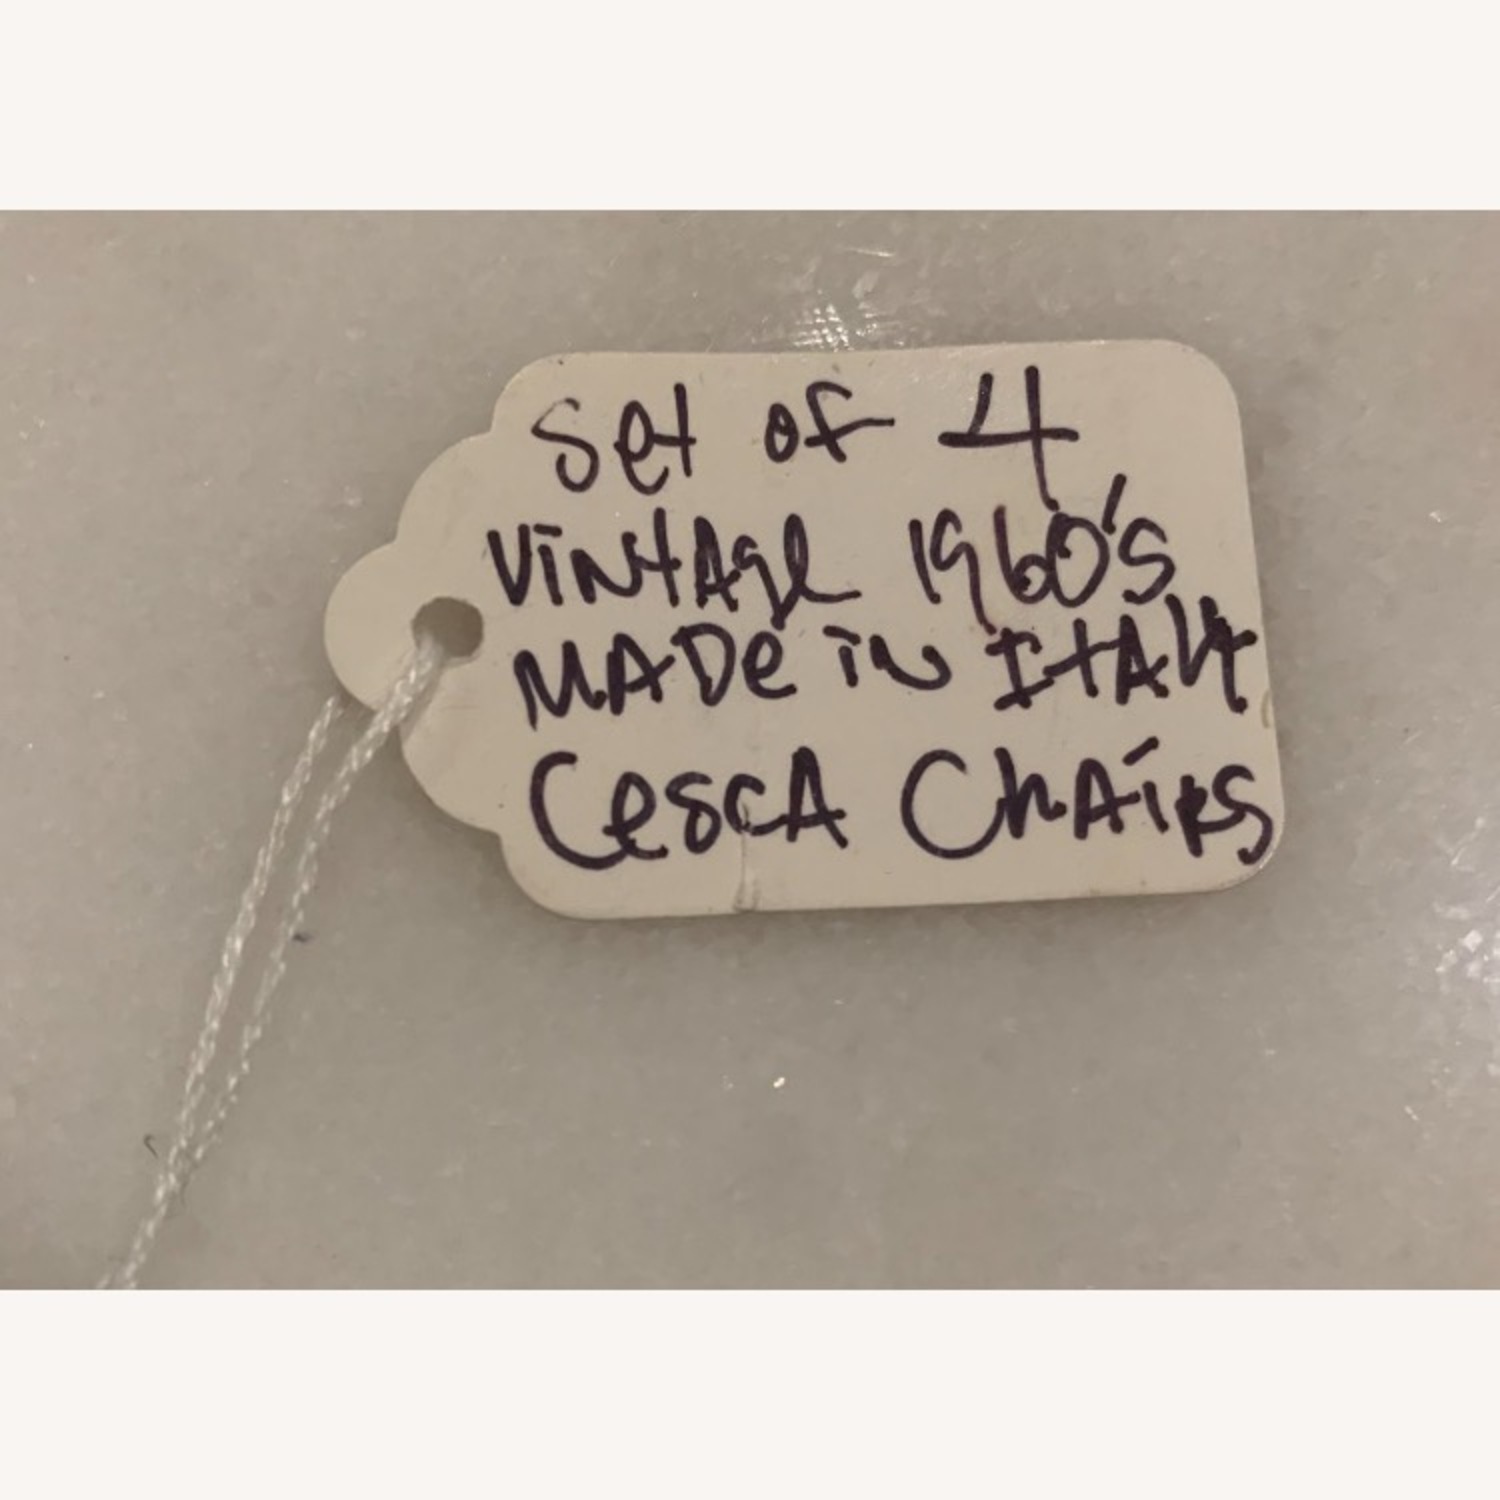 Set of 4
VINtAge 1960's
MADe iN ItALY
CescA ChAiRS